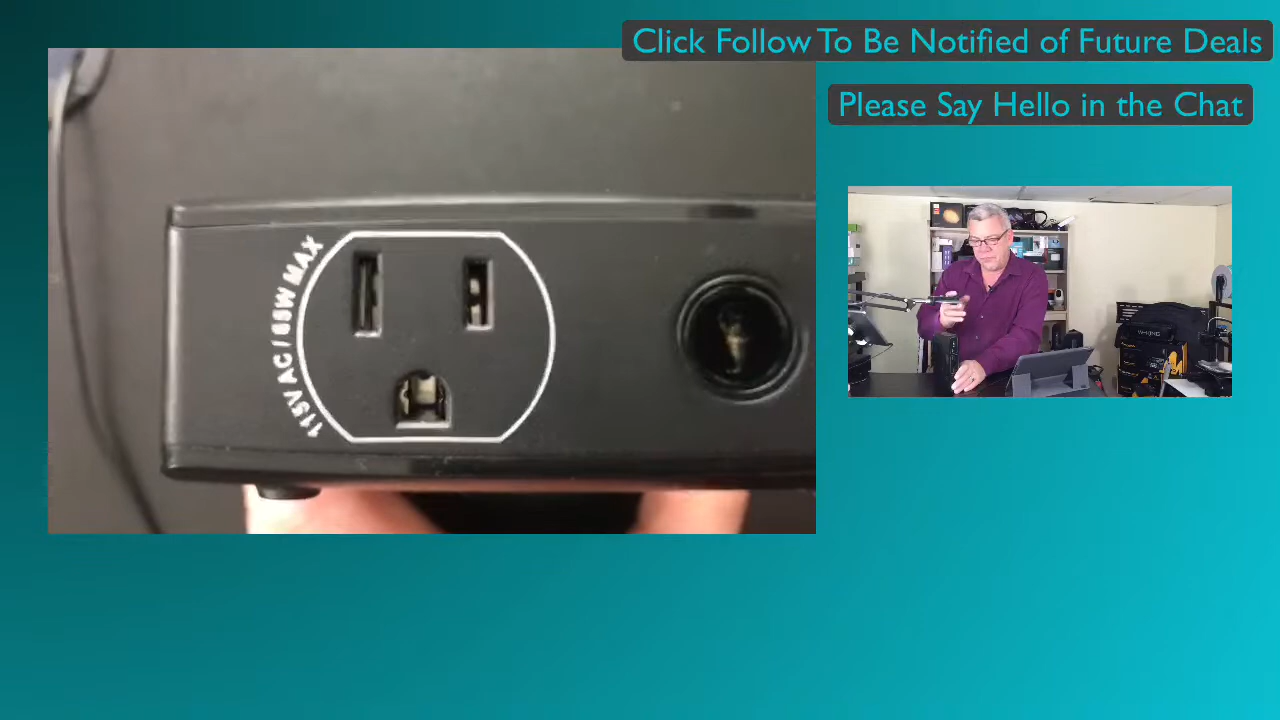 Click Follow To Be Notified of Future Deals
Please Say Hello in the Chat
115V AC / 65W MAX